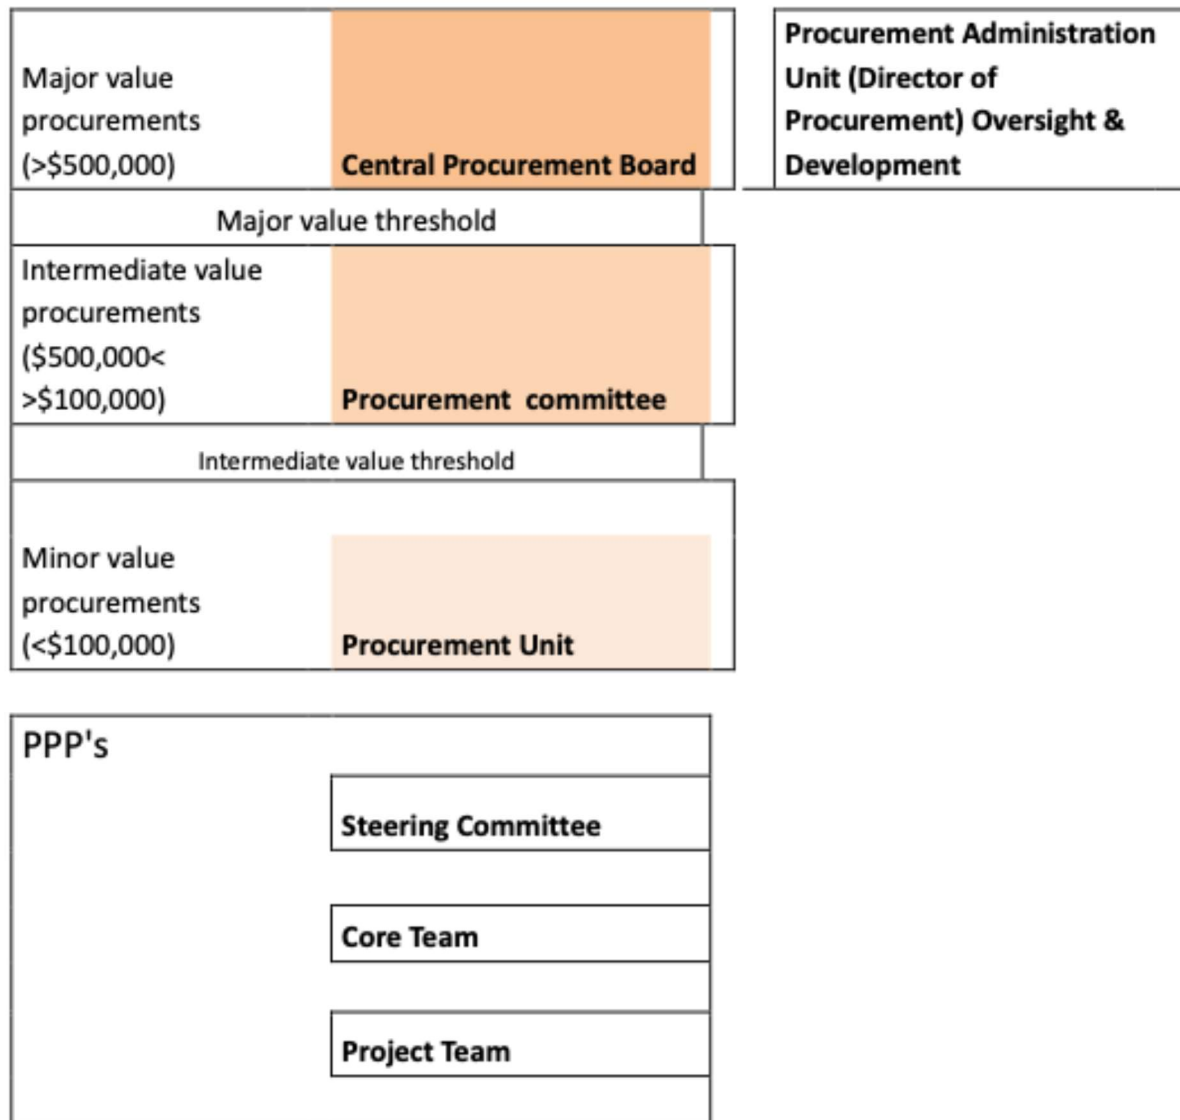 Major value
procurements
(>$500,000)
Central Procurement Board
Procurement Administration
Unit (Director of
Procurement) Oversight &
Development
Major value threshold
Intermediate value
procurements
($500,000<
>$100,000)
Procurement committee
Intermediate value threshold
Minor value
procurements
(<$100,000)
Procurement Unit
PPP's
Steering Committee
Core Team
Project Team